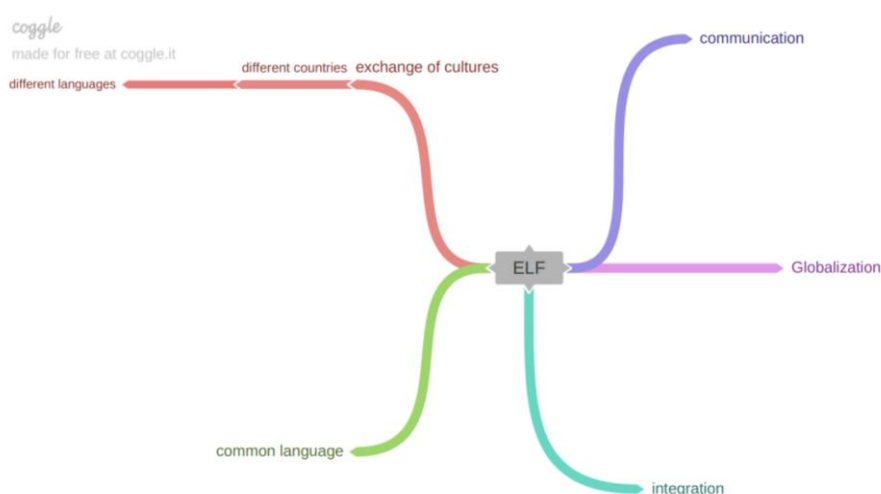 coggle
made for free at coggle.it
communication
different countries exchange of cultures
different languages
ELF
Globalization
common language
integration